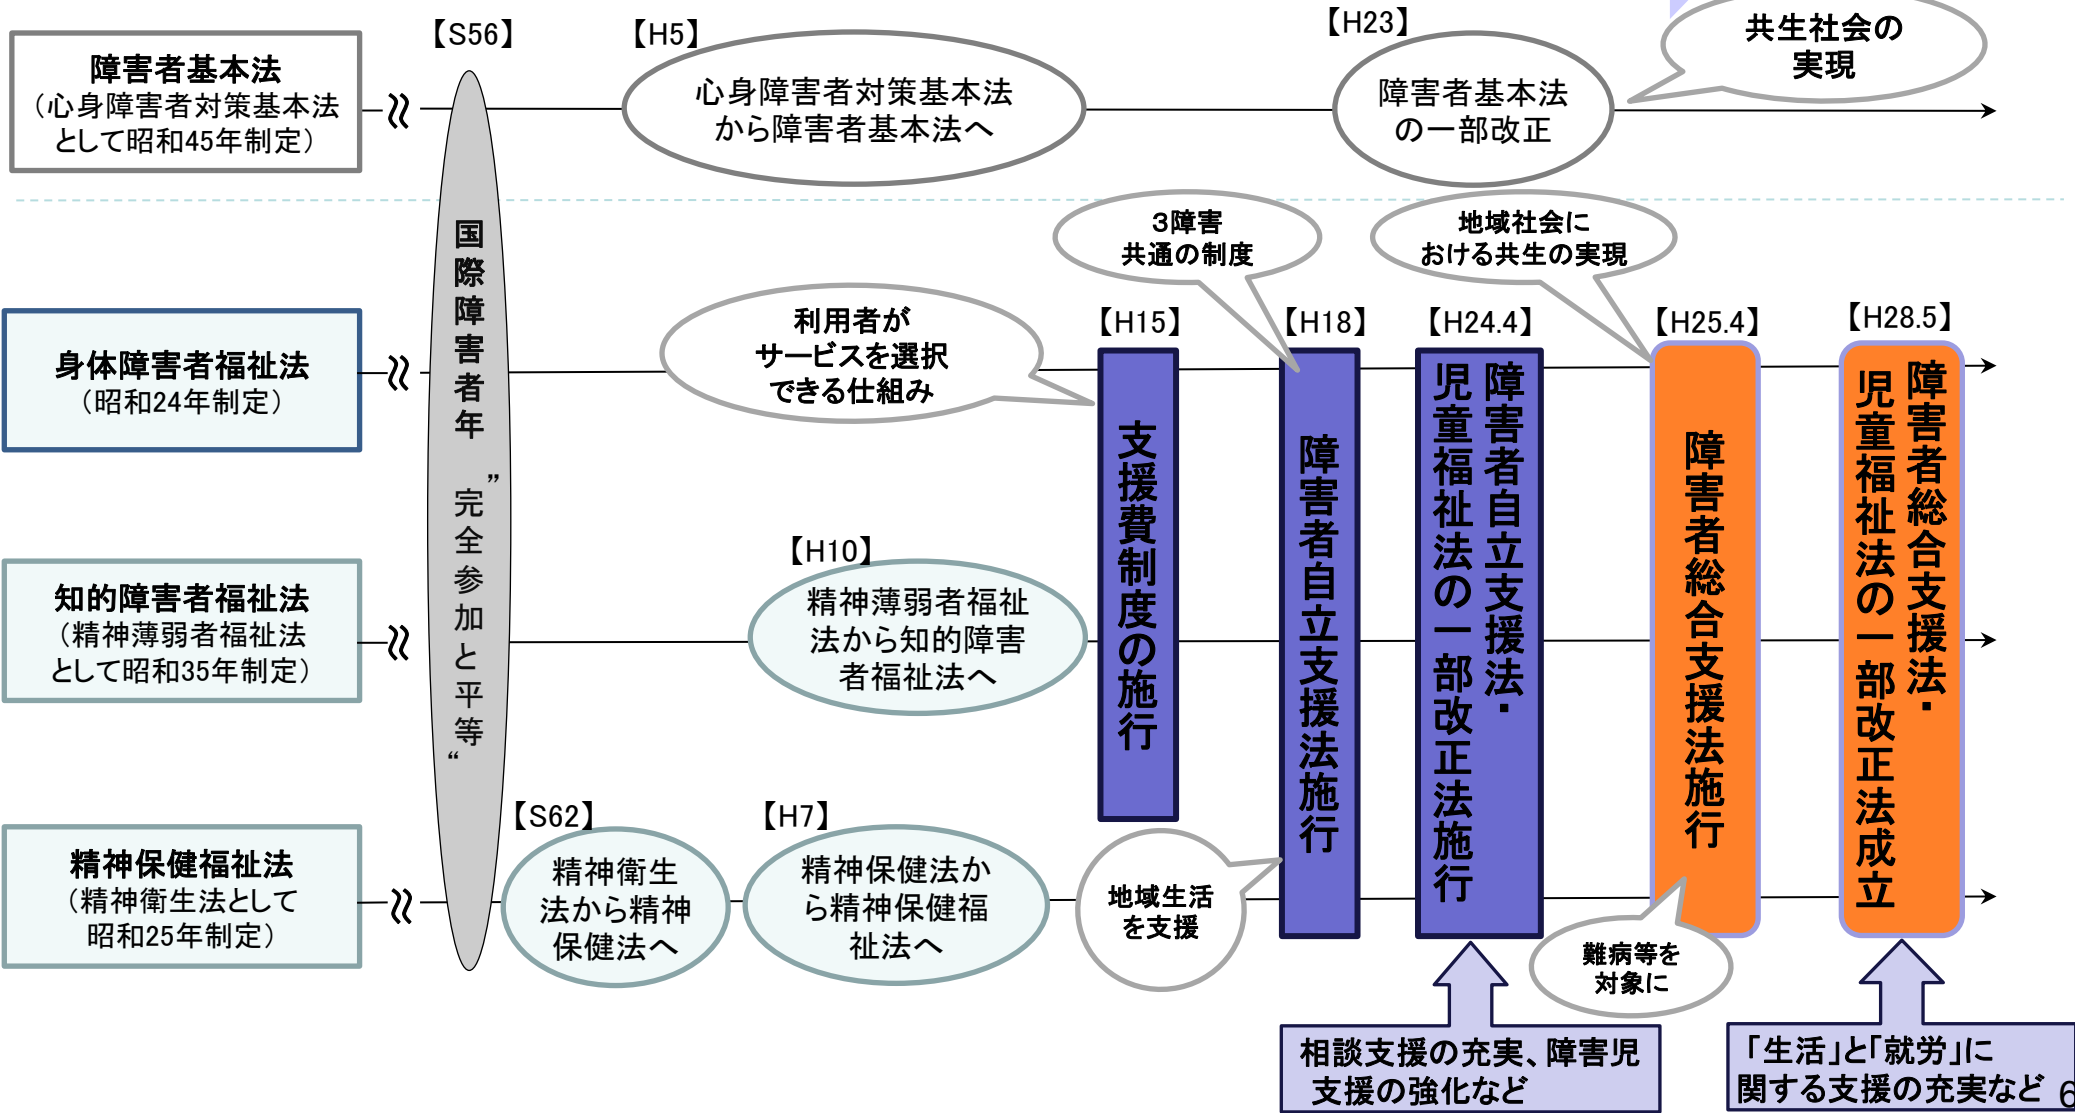 【S56】
【H5】
【H23】
共生社会の
実現
障害者基本法
（心身障害者対策基本法
として昭和45年制定）
心身障害者対策基本法
から障害者基本法へ
障害者基本法
の一部改正
国際障害者年 ”完全参加と平等“
3障害
共通の制度
地域社会に
おける共生の実現
利用者が
サービスを選択
できる仕組み
【H15】
【H18】
【H24.4】
【H25.4】
【H28.5】
身体障害者福祉法
（昭和24年制定）
支援費制度の施行
障害者自立支援法施行
障害者自立支援法・
児童福祉法の一部改正法施行
障害者総合支援法施行
障害者総合支援法・
児童福祉法の一部改正法成立
【H10】
知的障害者福祉法
（精神薄弱者福祉法
として昭和35年制定）
精神薄弱者福祉
法から知的障害
者福祉法へ
【S62】
【H7】
精神保健福祉法
（精神衛生法として
昭和25年制定）
精神衛生
法から精神
保健法へ
精神保健法か
ら精神保健福
祉法へ
地域生活
を支援
難病等を
対象に
相談支援の充実、障害児
支援の強化など
「生活」と「就労」に
関する支援の充実など
6